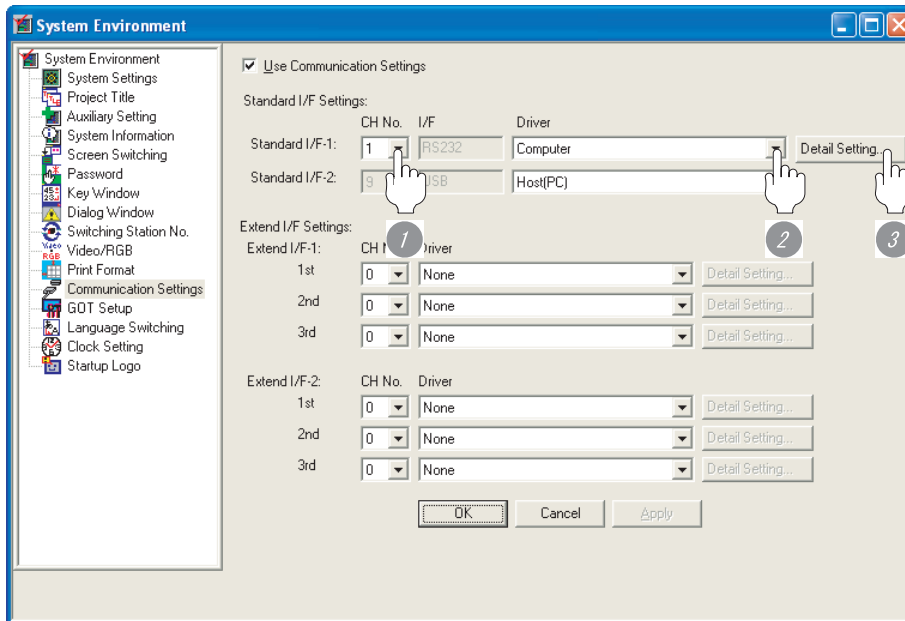 System Environment
System Environment
System Settings
Project Title
Auxiliary Setting
System Information
Screen Switching
Password
Key Window
Dialog Window
Switching Station No.
Video/RGB
Print Format
Communication Settings
GOT Setup
Language Switching
Clock Setting
Startup Logo
Use Communication Settings
Standard I/F Settings:
CH No. I/F Driver
Standard I/F-1: 1 RS232 Computer Detail Setting...
Standard I/F-2: 9 USB Host(PC)
1 2 3
Extend I/F Settings:
Extend I/F-1: Driver
1st 0 None Detail Setting...
2nd 0 None Detail Setting...
3rd 0 None Detail Setting...
Extend I/F-2: CH No. Driver
1st 0 None Detail Setting...
2nd 0 None Detail Setting...
3rd 0 None Detail Setting...
OK Cancel Apply